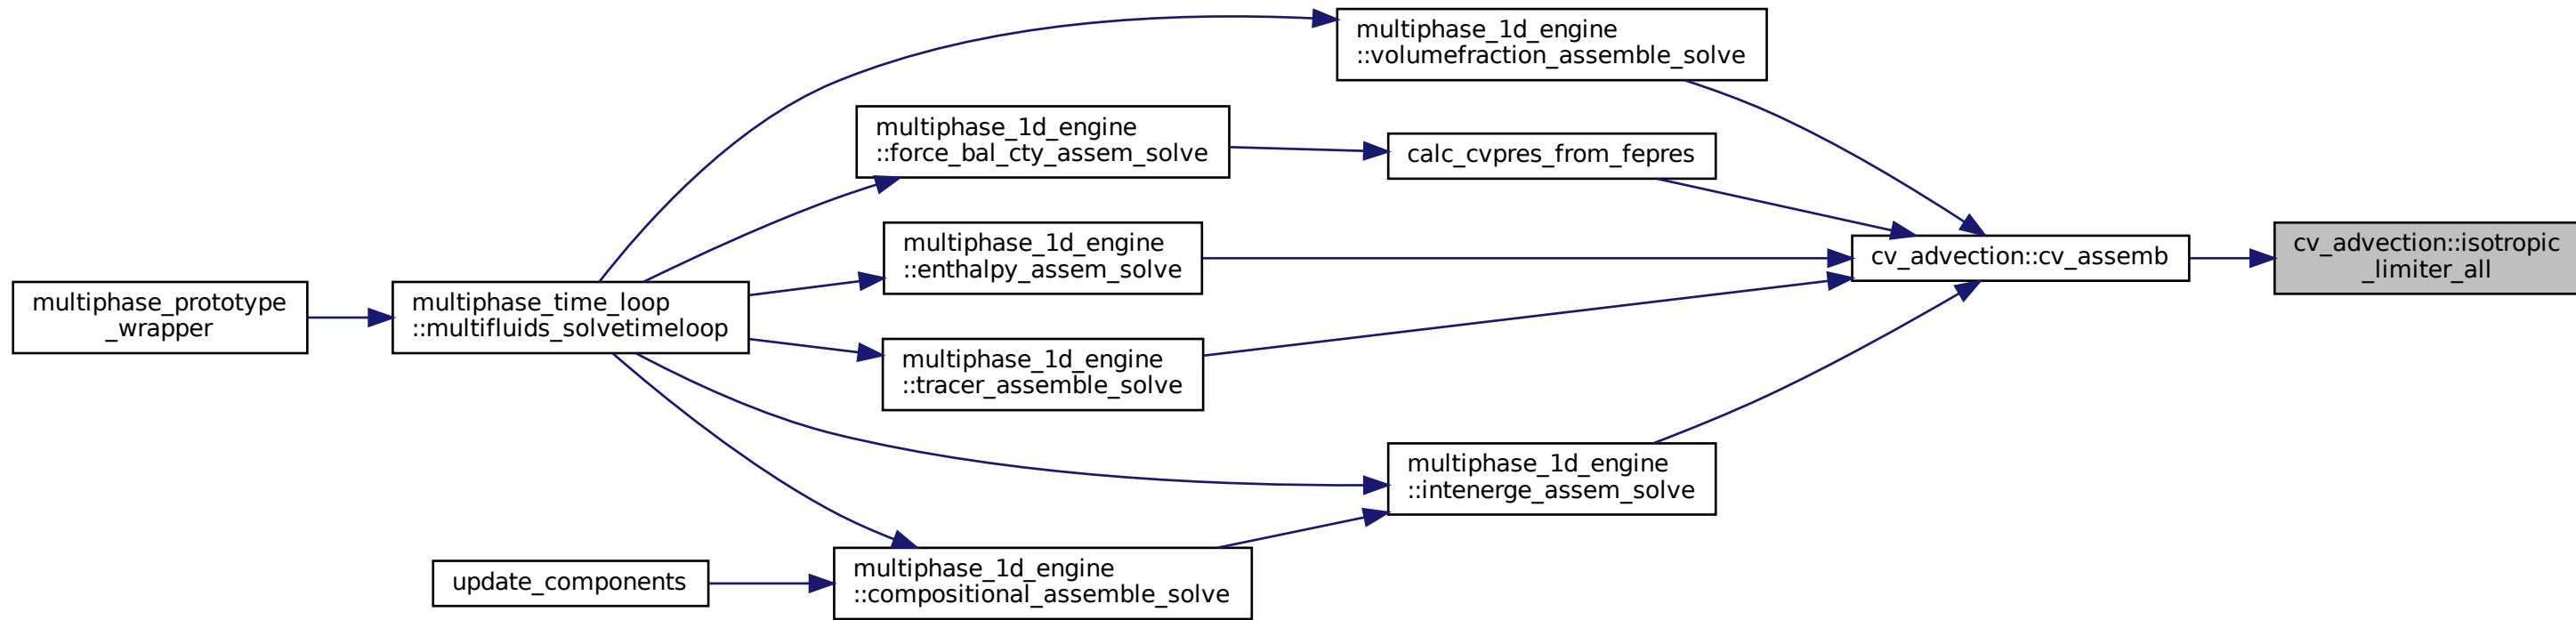 multiphase_prototype
_wrapper
multiphase_time_loop
::multifluids_solvetimeloop
update_components
multiphase_1d_engine
::volumefraction_assemble_solve
multiphase_1d_engine
::force_bal_cty_assem_solve
calc_cvpres_from_fepres
multiphase_1d_engine
::enthalpy_assem_solve
multiphase_1d_engine
::tracer_assemble_solve
multiphase_1d_engine
::intenerge_assem_solve
multiphase_1d_engine
::compositional_assemble_solve
cv_advection::cv_assemb
cv_advection::isotropic
_limiter_all